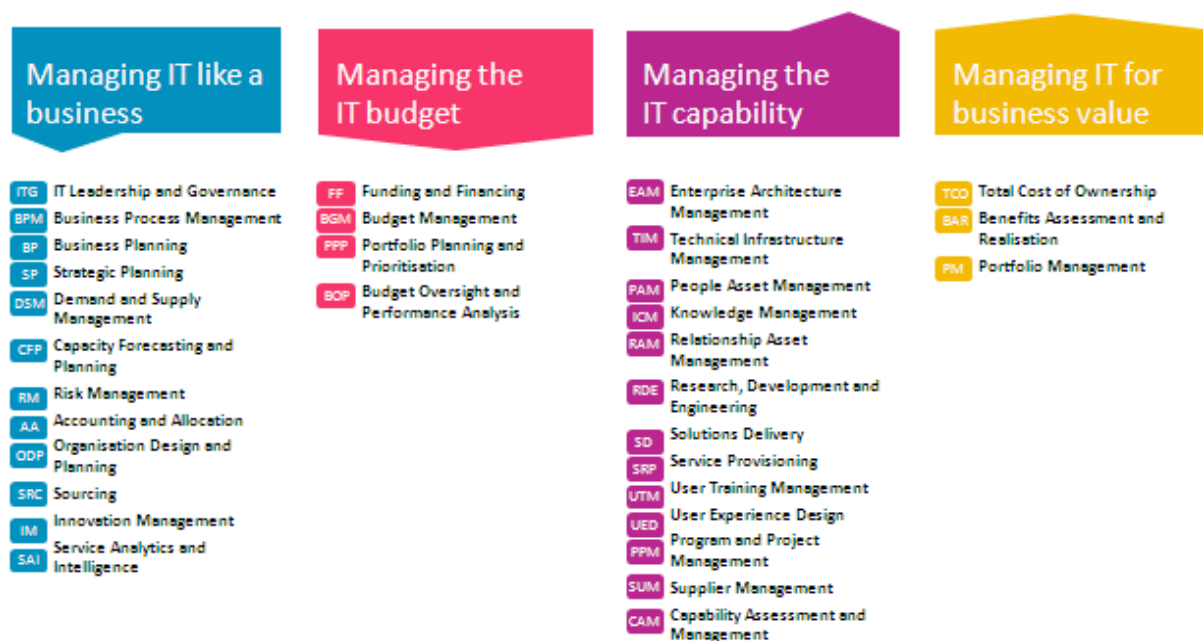 Managing IT like a
business
ITG IT Leadership and Governance
BPM Business Process Management
BP Business Planning
SP Strategic Planning
DSM Demand and Supply
Management
CFP Capacity Forecasting and
Planning
RM Risk Management
AA Accounting and Allocation
ODP Organisation Design and
Planning
SRC Sourcing
IM Innovation Management
SAI Service Analytics and
Intelligence
Managing the
IT budget
FF Funding and Financing
BGM Budget Management
PPP Portfolio Planning and
Prioritisation
BOP Budget Oversight and
Performance Analysis
Managing the
IT capability
EAM Enterprise Architecture
Management
TIM Technical Infrastructure
Management
PAM People Asset Management
ICM Knowledge Management
RAM Relationship Asset
Management
RDE Research, Development and
Engineering
SD Solutions Delivery
SRP Service Provisioning
UTM User Training Management
UED User Experience Design
PPM Program and Project
Management
SUM Supplier Management
CAM Capability Assessment and
Management
Managing IT for
business value
TCO Total Cost of Ownership
BAR Benefits Assessment and
Realisation
PM Portfolio Management